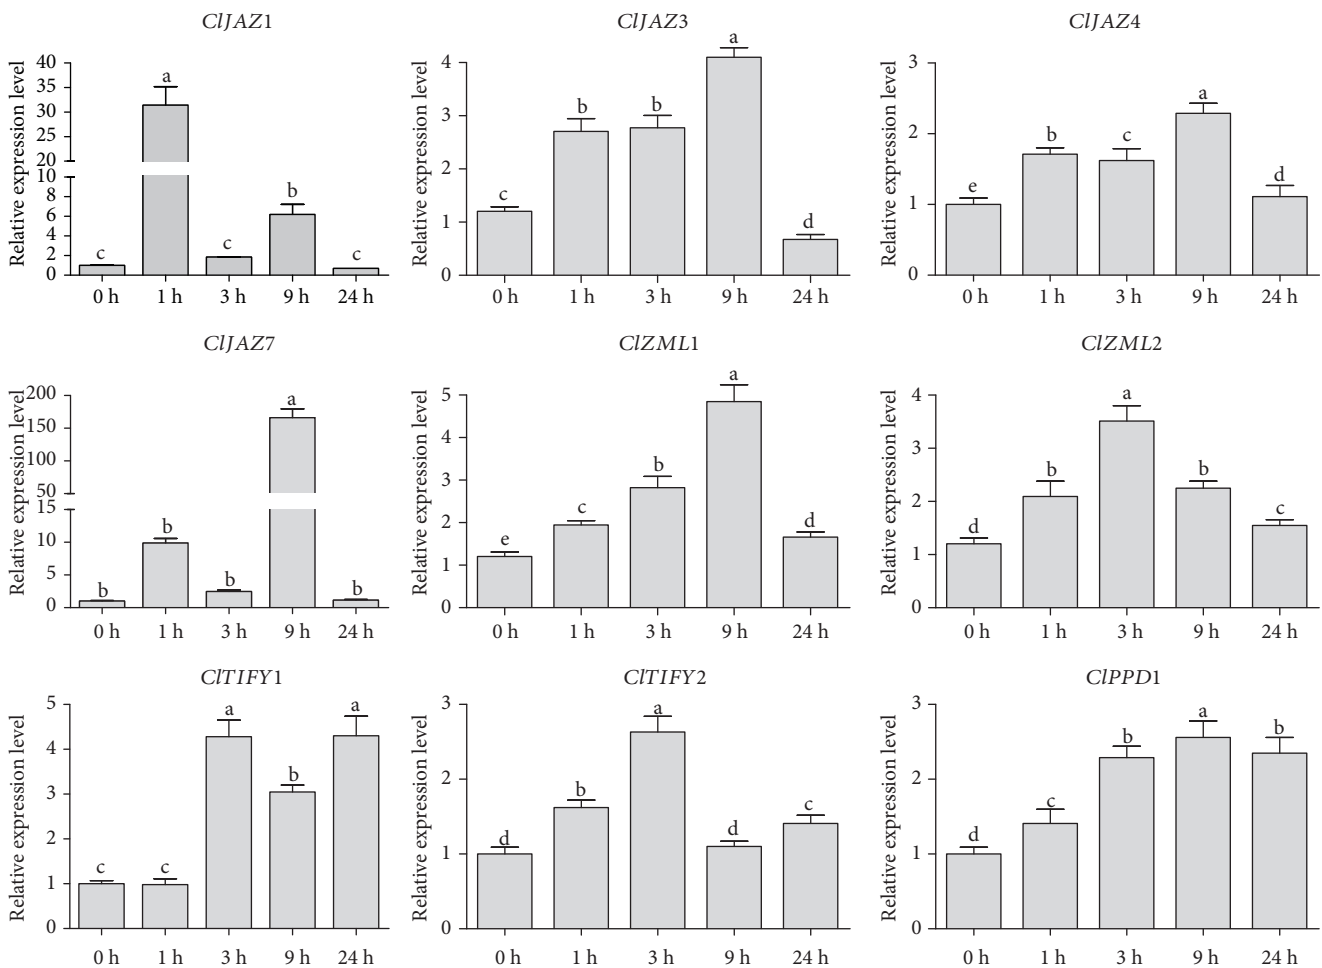 ClJAZ1
Relative expression level
40
35
30
25
20
10
8
6
4
2
0
c
a
c
b
c
0 h 1 h 3 h 9 h 24 h
ClJAZ3
Relative expression level
4
3
2
1
0
c
b
b
a
d
0 h 1 h 3 h 9 h 24 h
ClJAZ4
Relative expression level
3
2
1
0
e
b
c
a
d
0 h 1 h 3 h 9 h 24 h
ClJAZ7
Relative expression level
200
150
100
50
15
10
5
0
b
b
b
a
b
0 h 1 h 3 h 9 h 24 h
ClZML1
Relative expression level
5
4
3
2
1
0
e
c
b
a
d
0 h 1 h 3 h 9 h 24 h
ClZML2
Relative expression level
4
3
2
1
0
d
b
a
b
c
0 h 1 h 3 h 9 h 24 h
ClTIFY1
Relative expression level
5
4
3
2
1
0
c
c
a
b
a
0 h 1 h 3 h 9 h 24 h
ClTIFY2
Relative expression level
3
2
1
0
d
b
a
d
c
0 h 1 h 3 h 9 h 24 h
ClPPD1
Relative expression level
3
2
1
0
d
c
b
a
b
0 h 1 h 3 h 9 h 24 h